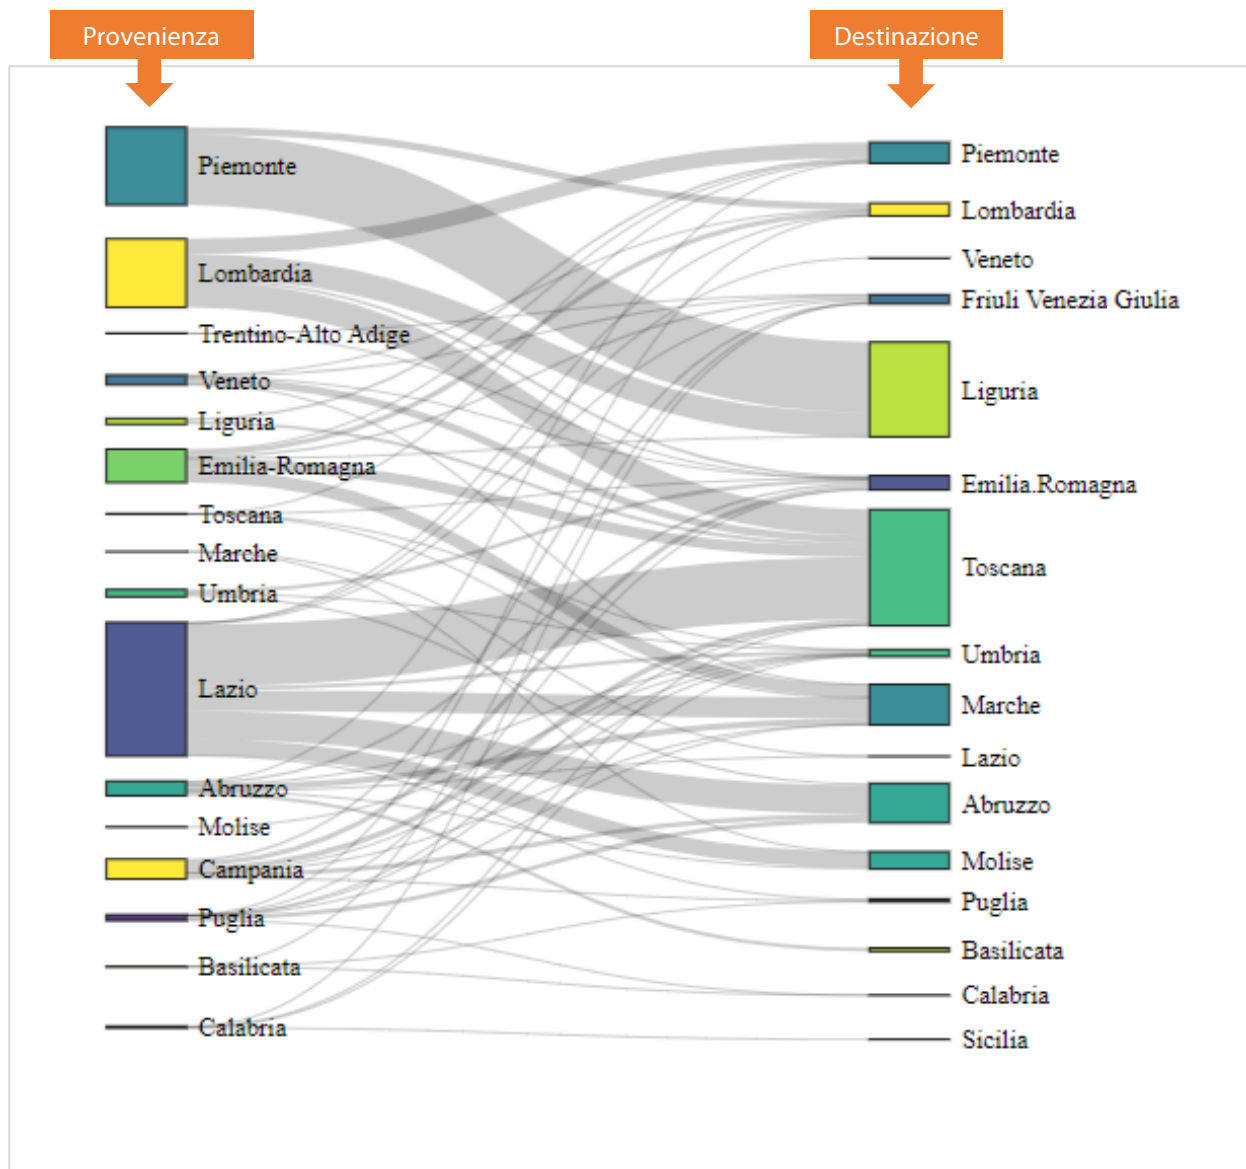 Provenienza
Destinazione
Piemonte
Lombardia
Trentino-Alto Adige
Veneto
Liguria
Emilia-Romagna
Toscana
Marche
Umbria
Lazio
Abruzzo
Molise
Campania
Puglia
Basilicata
Calabria
Piemonte
Lombardia
Veneto
Friuli Venezia Giulia
Liguria
Emilia.Romagna
Toscana
Umbria
Marche
Lazio
Abruzzo
Molise
Puglia
Basilicata
Calabria
Sicilia